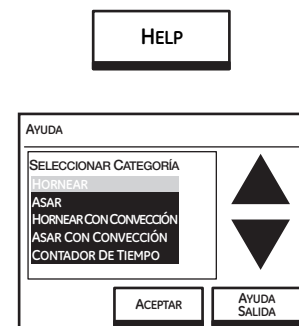 HELP
AYUDA
SELECCIONAR CATEGORÍA
HORNEAR
ASAR
HORNEAR CON CONVECCIÓN
ASAR CON CONVECCIÓN
CONTADOR DE TIEMPO
ACEPTAR
AYUDA
SALIDA